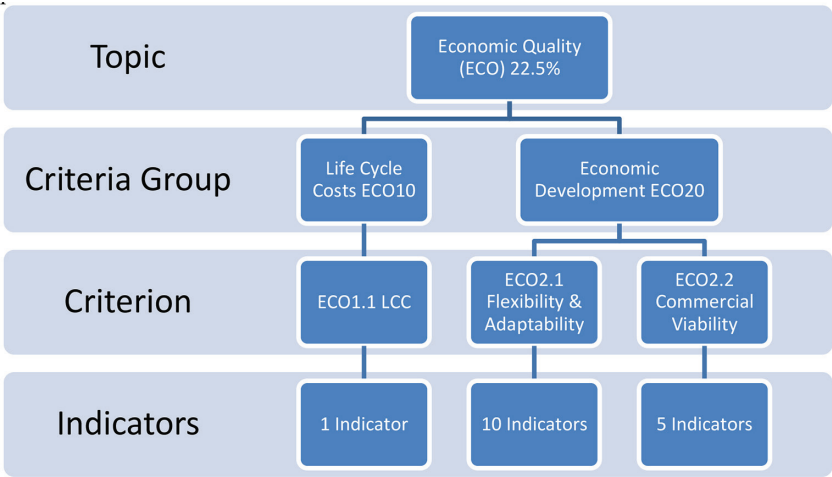 Topic
Economic Quality
(ECO) 22.5%
Criteria Group
Life Cycle
Costs ECO10
Economic
Development ECO20
Criterion
ECO1.1 LCC
ECO2.1
Flexibility &
Adaptability
ECO2.2
Commercial
Viability
Indicators
1 Indicator
10 Indicators
5 Indicators